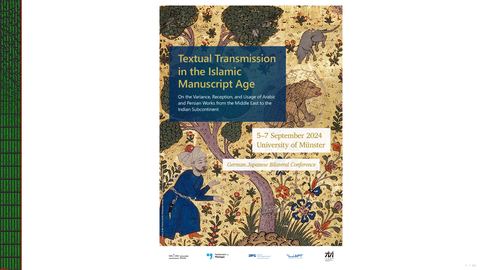 Textual Transmission
in the Islamic
Manuscript Age
On the Variance, Reception, and Usage of Arabic
and Persian Works from the Middle East to the
Indian Subcontinent
5–7 September 2024
University of Münster
German-Japanese Bilateral Conference